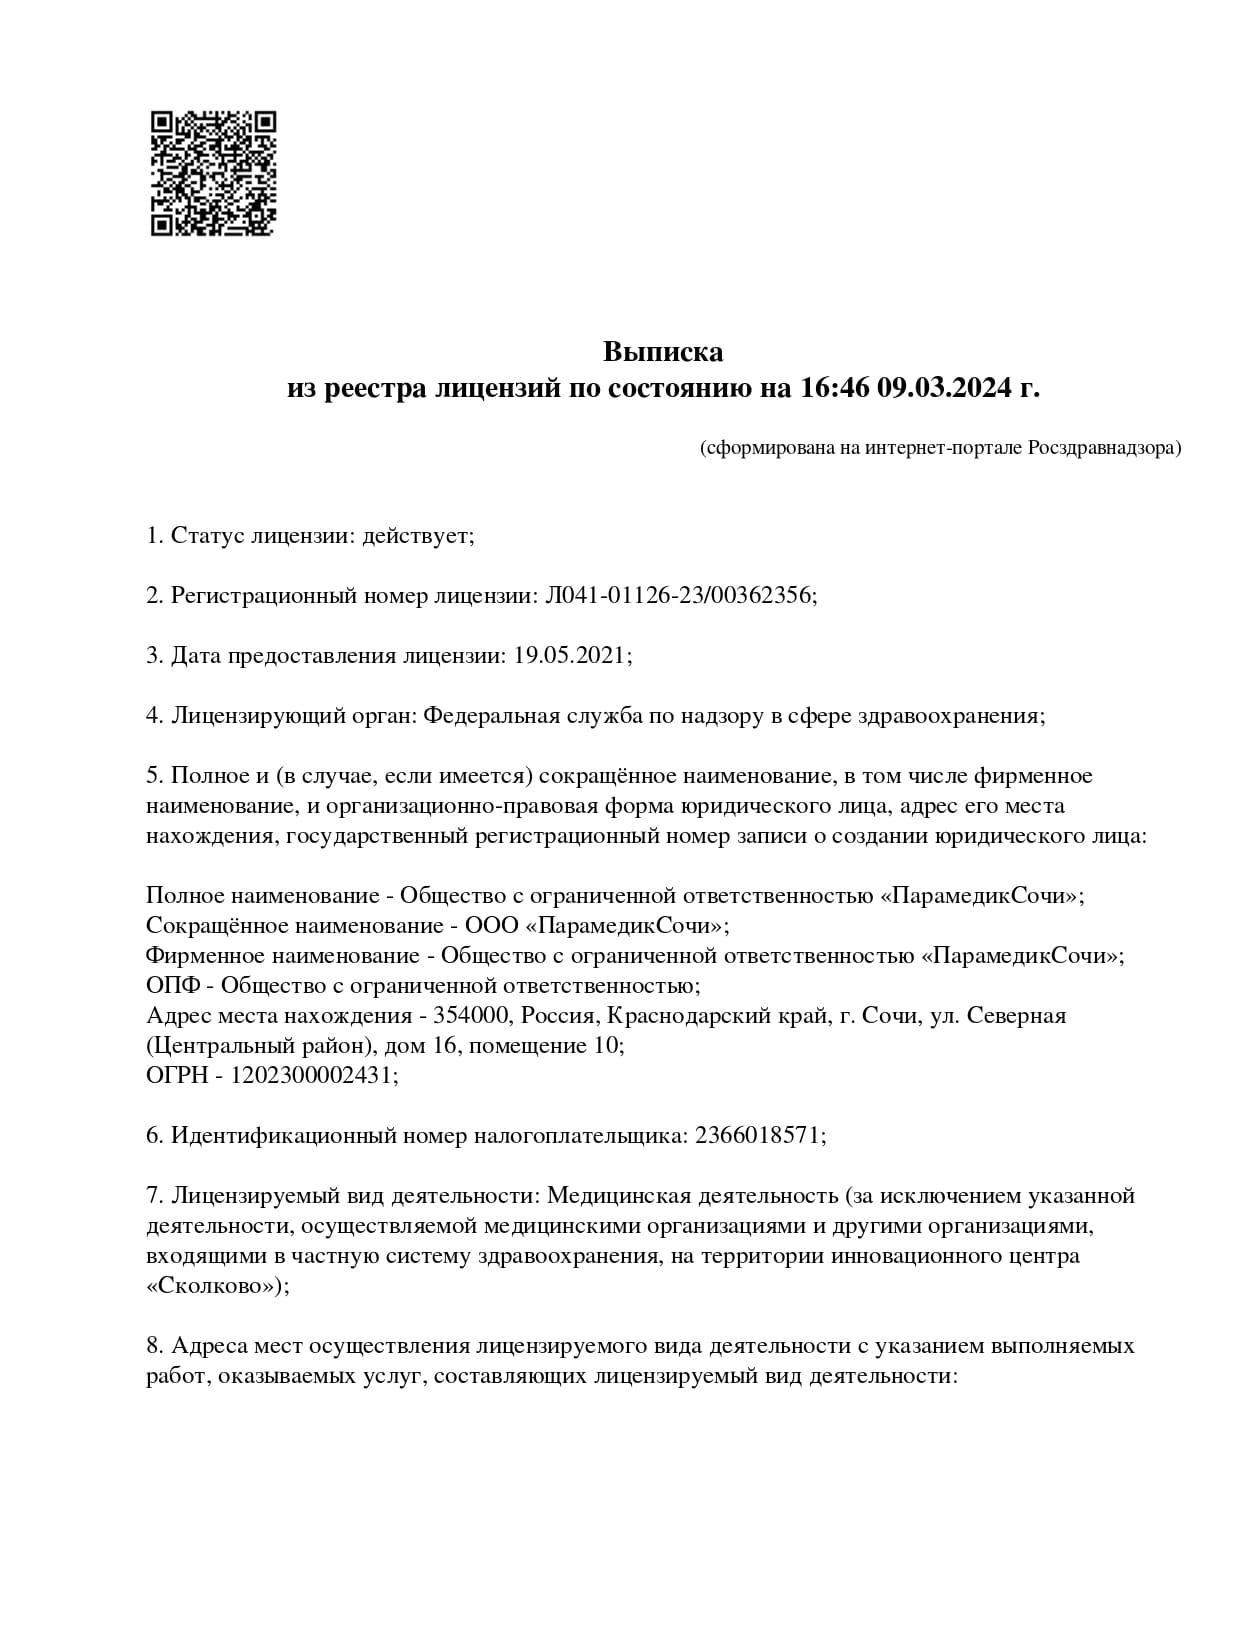 Выписка
из реестра лицензий по состоянию на 16:46 09.03.2024 г.
(сформирована на интернет-портале Росздравнадзора)
1. Статус лицензии: действует;
2. Регистрационный номер лицензии: Л041-01126-23/00362356;
3. Дата предоставления лицензии: 19.05.2021;
4. Лицензирующий орган: Федеральная служба по надзору в сфере здравоохранения;
5. Полное и (в случае, если имеется) сокращённое наименование, в том числе фирменное
наименование, и организационно-правовая форма юридического лица, адрес его места
нахождения, государственный регистрационный номер записи о создании юридического лица:
Полное наименование - Общество с ограниченной ответственностью «ПарамедикСочи»;
Сокращённое наименование - ООО «ПарамедикСочи»;
Фирменное наименование - Общество с ограниченной ответственностью «ПарамедикСочи»;
ОПФ - Общество с ограниченной ответственностью;
Адрес места нахождения - 354000, Россия, Краснодарский край, г. Сочи, ул. Северная
(Центральный район), дом 16, помещение 10;
ОГРН - 1202300002431;
6. Идентификационный номер налогоплательщика: 2366018571;
7. Лицензируемый вид деятельности: Медицинская деятельность (за исключением указанной
деятельности, осуществляемой медицинскими организациями и другими организациями,
входящими в частную систему здравоохранения, на территории инновационного центра
«Сколково»);
8. Адреса мест осуществления лицензируемого вида деятельности с указанием выполняемых
работ, оказываемых услуг, составляющих лицензируемый вид деятельности: